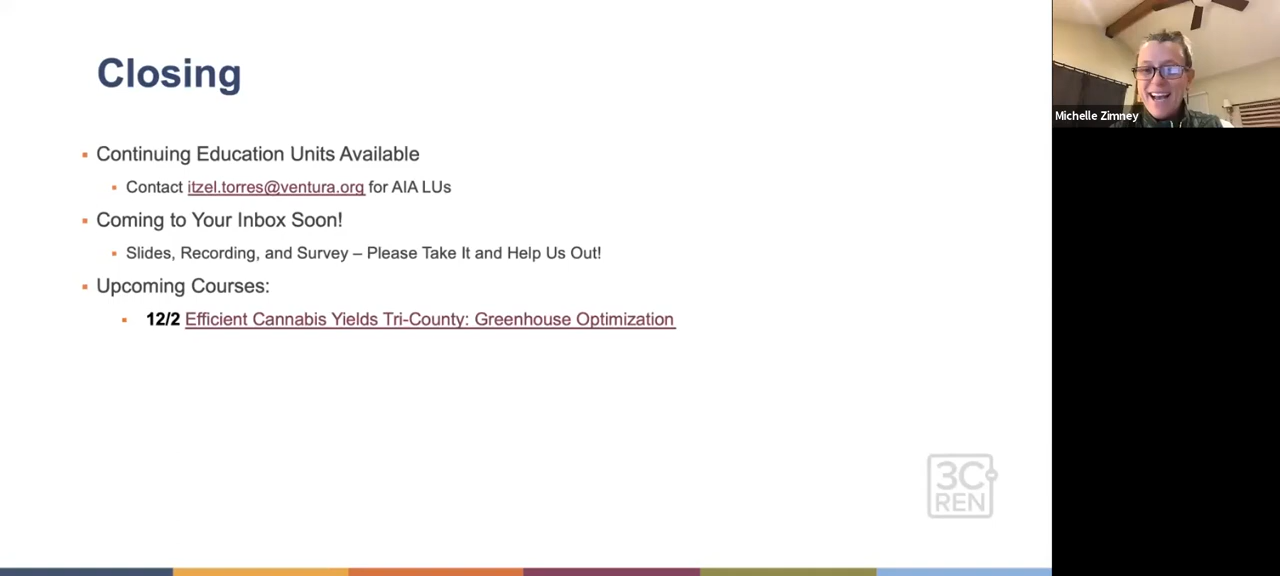 Closing
Continuing Education Units Available
Contact itzel.torres@ventura.org for AIA LUs
Coming to Your Inbox Soon!
Slides, Recording, and Survey – Please Take It and Help Us Out!
Upcoming Courses:
12/2 Efficient Cannabis Yields Tri-County: Greenhouse Optimization
3C
REN
Michelle Zimney